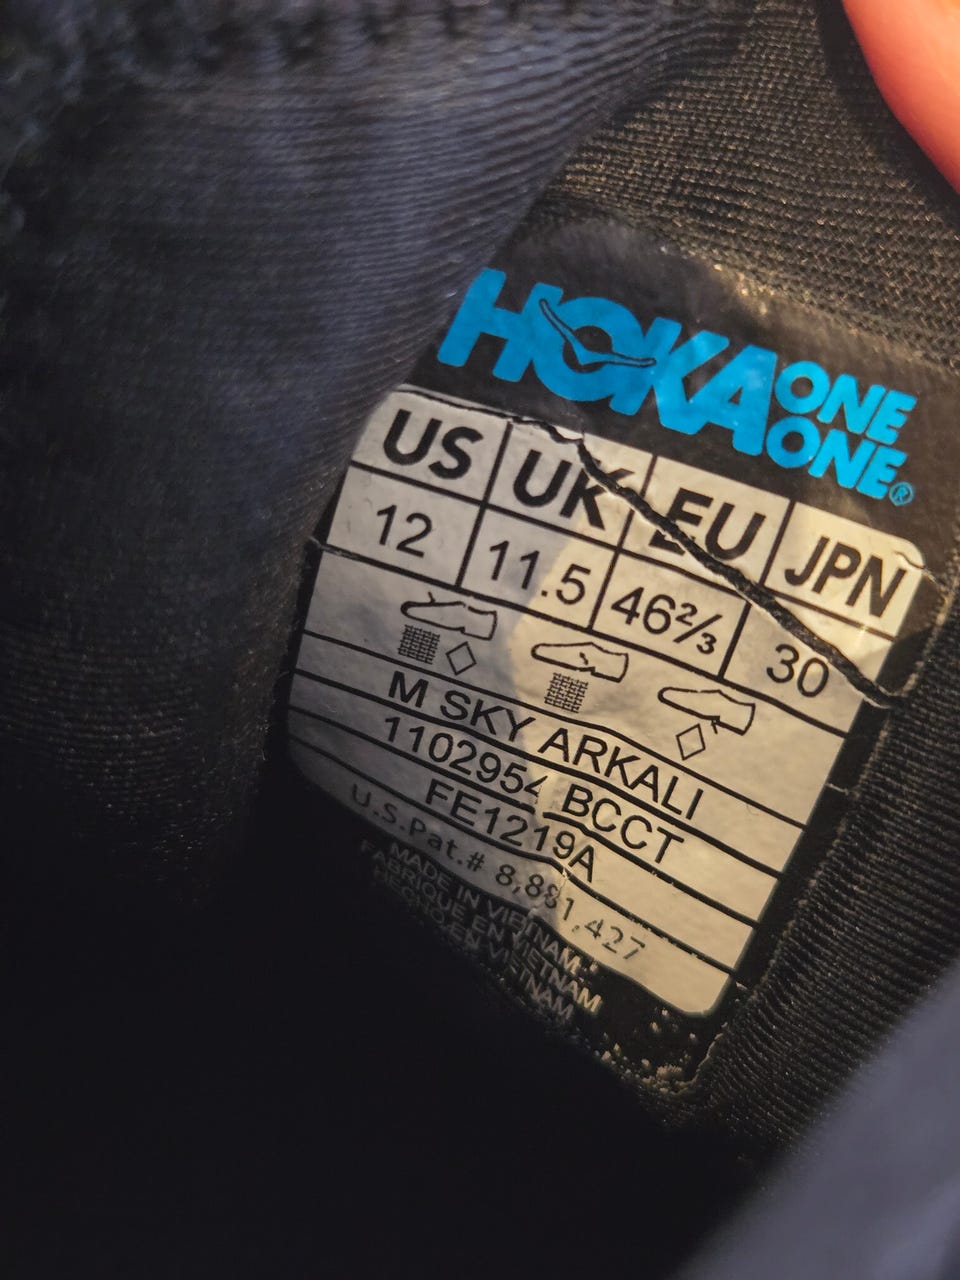 HOKA ONE ONE®
US UK EU JPN
12 11.5 46⅔ 30
M SKY ARKALI
1102954 BCCT
FE1219A
U.S.Pat.# 8,881,427
MADE IN VIETNAM
FABRIQUE EN VIETNAM
HECHO EN VIETNAM